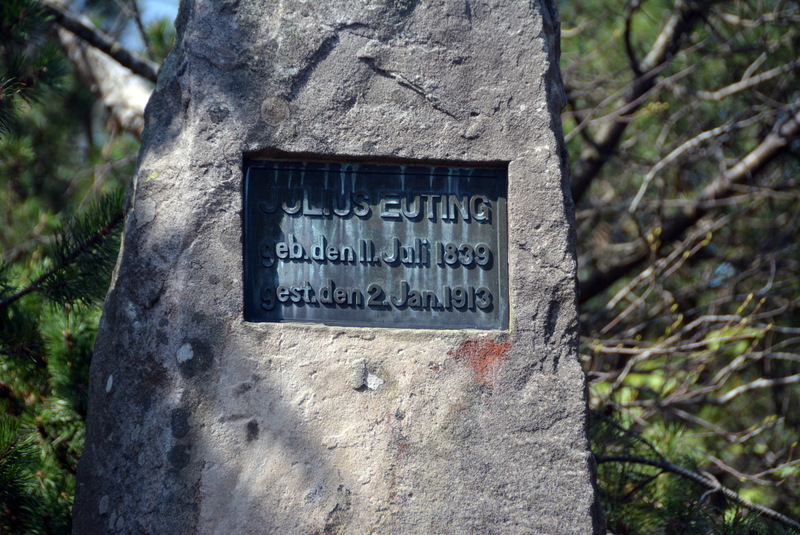 JULIUS EUTING
geb. den 11. Juli 1839
gest. den 2. Jan. 1913